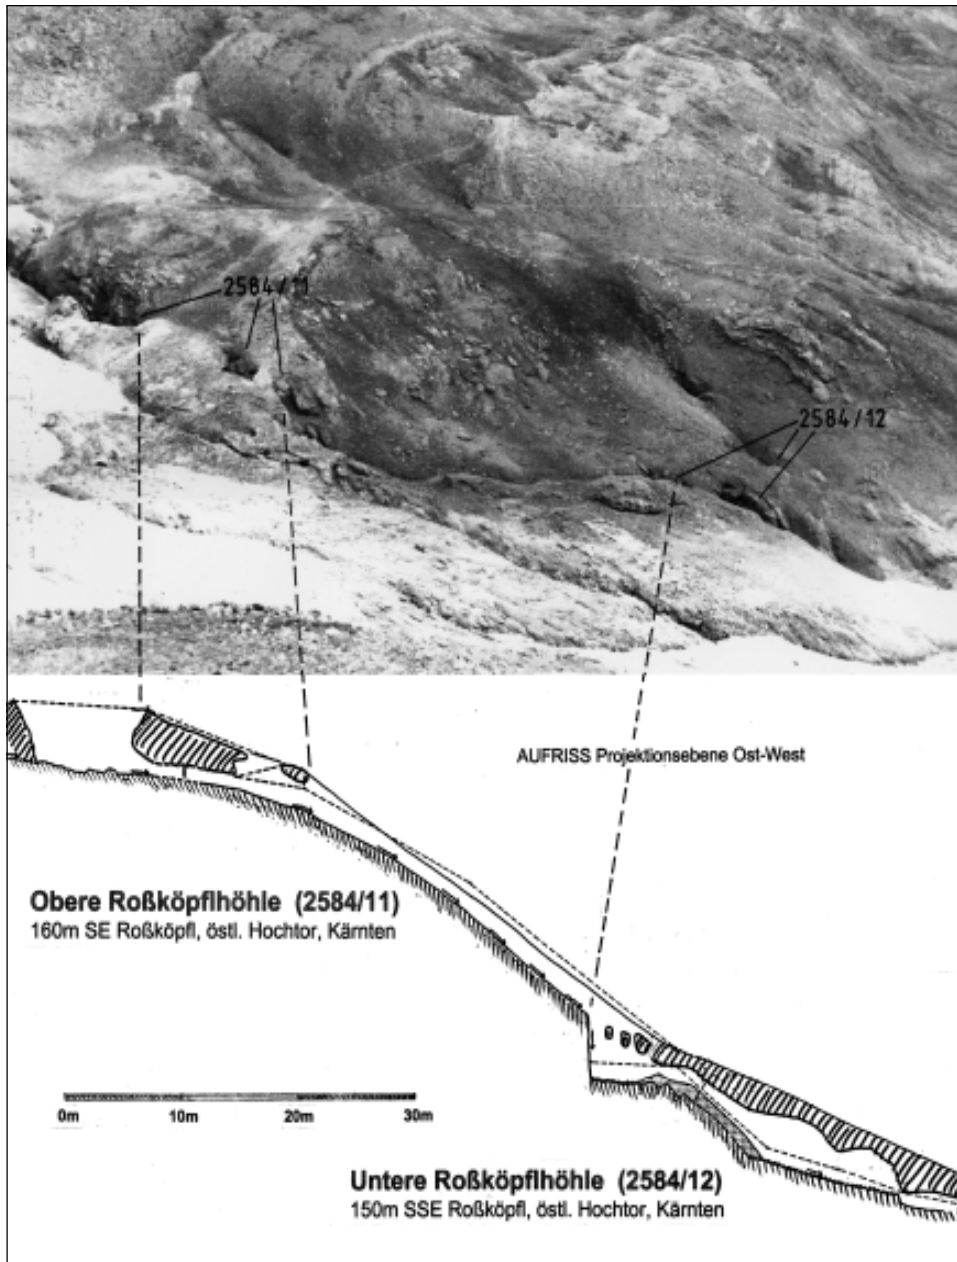 2584/11
2584/12
AUFRISS Projektionsebene Ost-West
Obere Roßköpflhöhle (2584/11)
160m SE Roßköpfl, östl. Hochtor, Kärnten
0m 10m 20m 30m
Untere Roßköpflhöhle (2584/12)
150m SSE Roßköpfl, östl. Hochtor, Kärnten